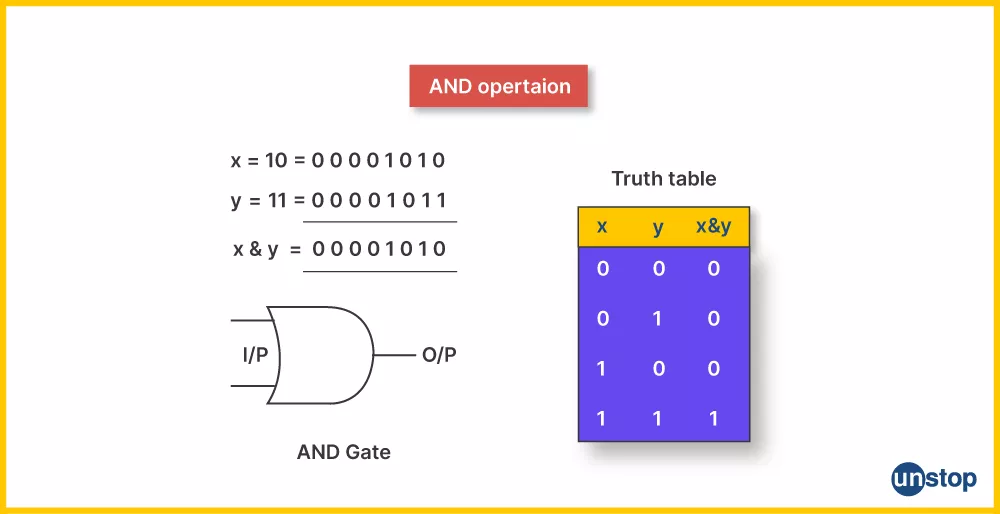 AND opertaion
x = 10 = 0 0 0 0 1 0 1 0
y = 11 = 0 0 0 0 1 0 1 1
x & y = 0 0 0 0 1 0 1 0
I/P
O/P
AND Gate
Truth table
x y x&y
0 0 0
0 1 0
1 0 0
1 1 1
unstop